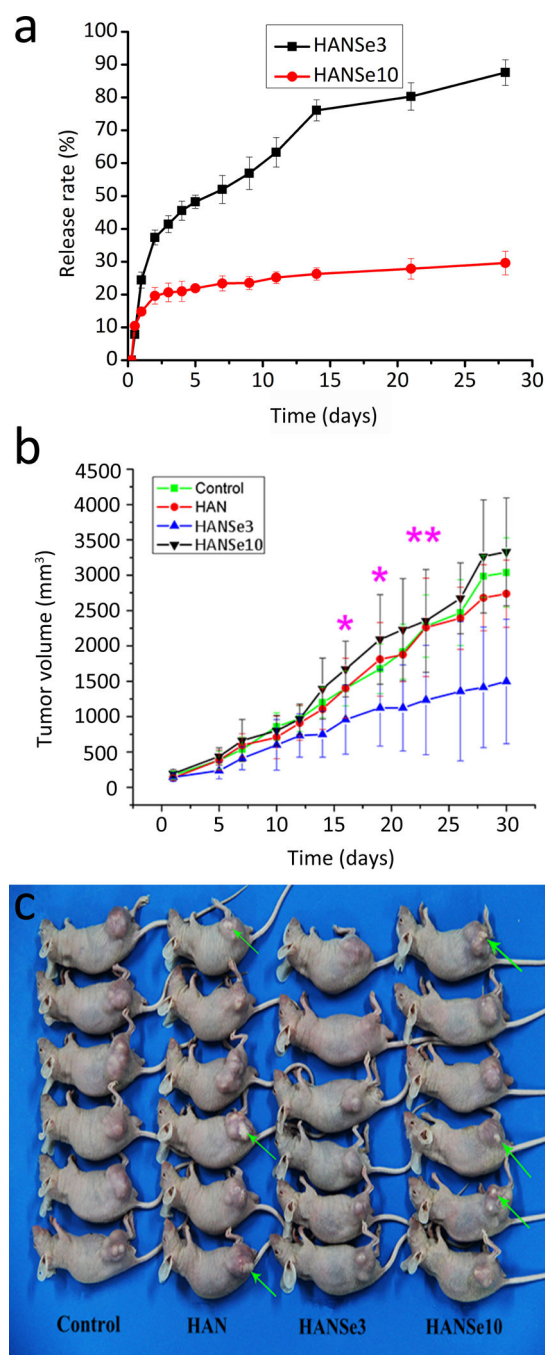 a
HANSe3
HANSe10
100
90
80
70
60
50
40
30
20
10
0
Release rate (%)
0 5 10 15 20 25 30
Time (days)
b
Control
HAN
HANSe3
HANSe10
4500
4000
3500
3000
2500
2000
1500
1000
500
0
Tumor volume (mm³)
* * **
0 5 10 15 20 25 30
Time (days)
c
Control HAN HANSe3 HANSe10